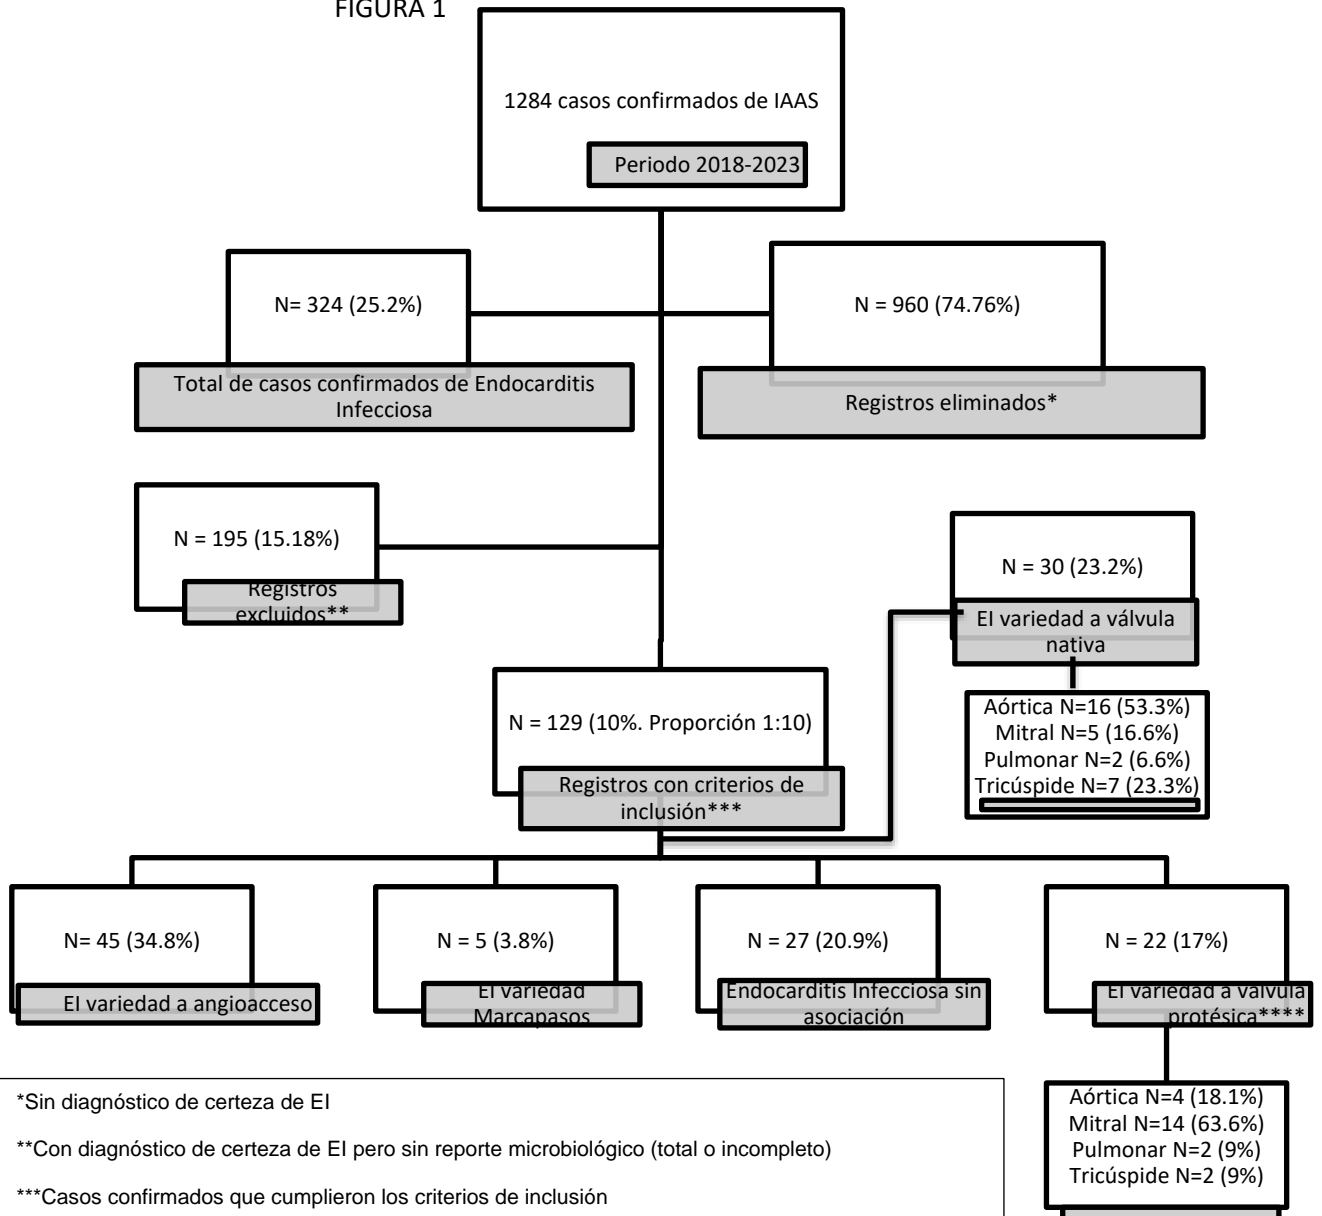 FIGURA 1
1284 casos confirmados de IAAS
Periodo 2018-2023
N= 324 (25.2%)
Total de casos confirmados de Endocarditis
Infecciosa
N = 960 (74.76%)
Registros eliminados*
N = 195 (15.18%)
Registros
excluidos**
N = 30 (23.2%)
EI variedad a válvula
nativa
Aórtica N=16 (53.3%)
Mitral N=5 (16.6%)
Pulmonar N=2 (6.6%)
Tricúspide N=7 (23.3%)
N = 129 (10%. Proporción 1:10)
Registros con criterios de
inclusión***
N= 45 (34.8%)
EI variedad a angioacceso
N = 5 (3.8%)
EI variedad
Marcapasos
N = 27 (20.9%)
Endocarditis Infecciosa sin
asociación
N = 22 (17%)
EI variedad a válvula
protésica****
Aórtica N=4 (18.1%)
Mitral N=14 (63.6%)
Pulmonar N=2 (9%)
Tricúspide N=2 (9%)
*Sin diagnóstico de certeza de EI
**Con diagnóstico de certeza de EI pero sin reporte microbiológico (total o incompleto)
***Casos confirmados que cumplieron los criterios de inclusión